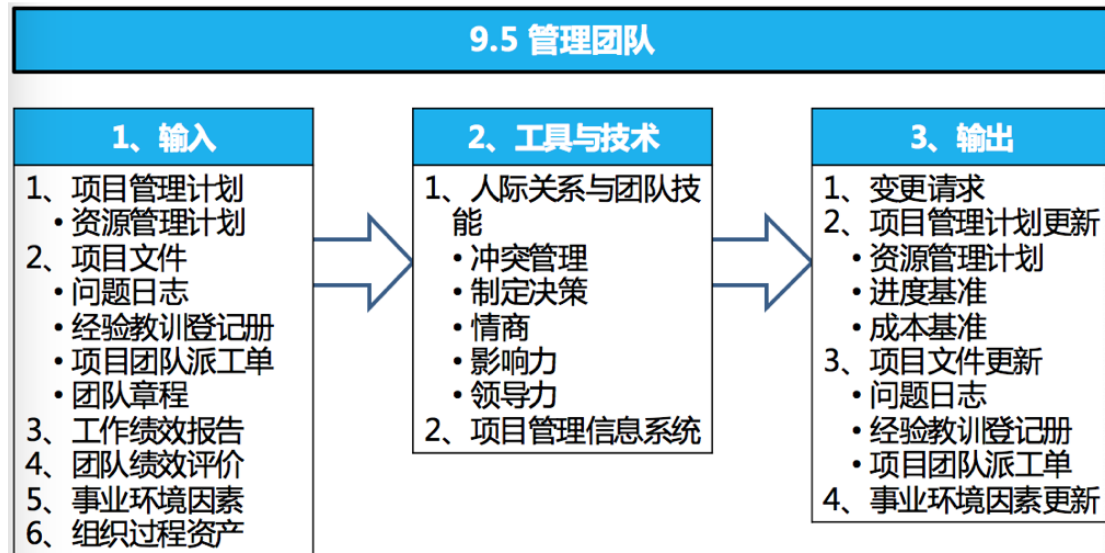 9.5 管理团队
1、输入
1、项目管理计划
• 资源管理计划
2、项目文件
• 问题日志
• 经验教训登记册
• 项目团队派工单
• 团队章程
3、工作绩效报告
4、团队绩效评价
5、事业环境因素
6、组织过程资产
2、工具与技术
1、人际关系与团队技
能
• 冲突管理
• 制定决策
• 情商
• 影响力
• 领导力
2、项目管理信息系统
3、输出
1、变更请求
2、项目管理计划更新
• 资源管理计划
• 进度基准
• 成本基准
3、项目文件更新
• 问题日志
• 经验教训登记册
• 项目团队派工单
4、事业环境因素更新